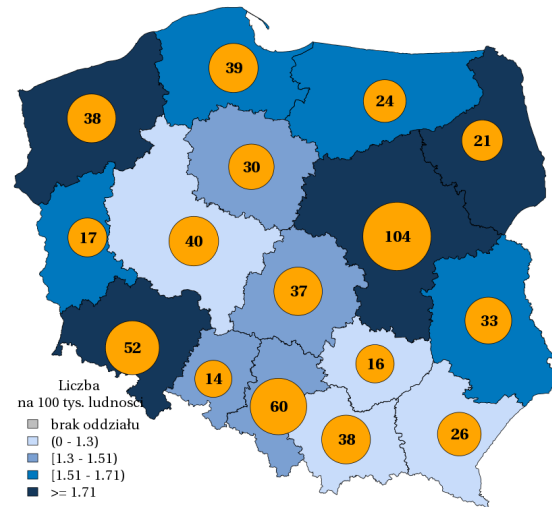 39
38
24
21
30
104
17
40
37
33
52
16
14
60
38
26
Liczba
na 100 tys. ludności
brak oddziału
(0 - 1.3)
[1.3 - 1.51)
[1.51 - 1.71)
>= 1.71